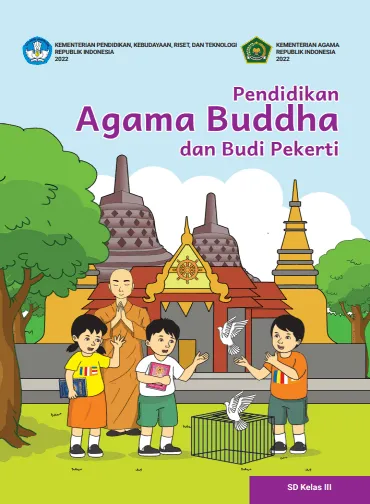 KEMENTERIAN PENDIDIKAN, KEBUDAYAAN, RISET, DAN TEKNOLOGI
REPUBLIK INDONESIA
2022
KEMENTERIAN AGAMA
REPUBLIK INDONESIA
2022
Pendidikan
Agama Buddha
dan Budi Pekerti
SD Kelas III